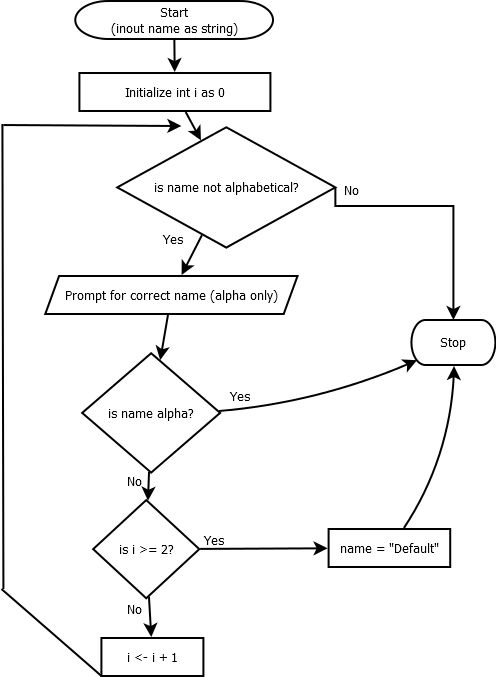 Start
(inout name as string)
Initialize int i as 0
is name not alphabetical?
No
Yes
Prompt for correct name (alpha only)
Stop
is name alpha?
Yes
No
is i >= 2?
Yes
name = "Default"
No
i <- i + 1